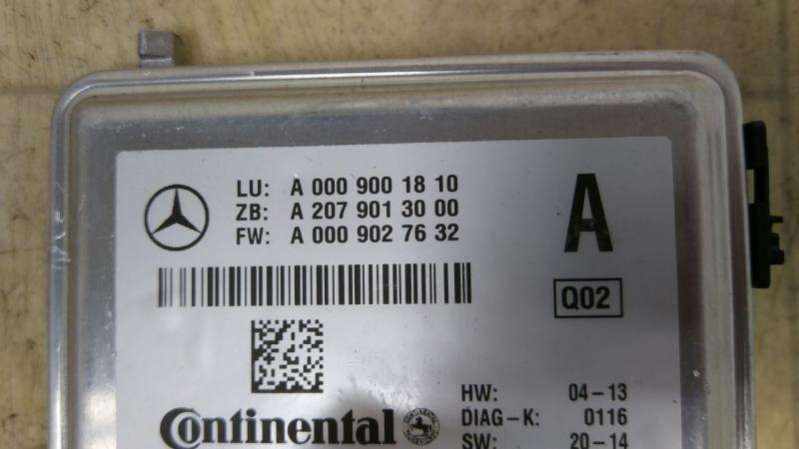 LU: A 000 900 18 10
ZB: A 207 901 30 00
FW: A 000 902 76 32
A
Q02
HW: 04-13
Continental
DIAG-K: 0116
SW: 20-14